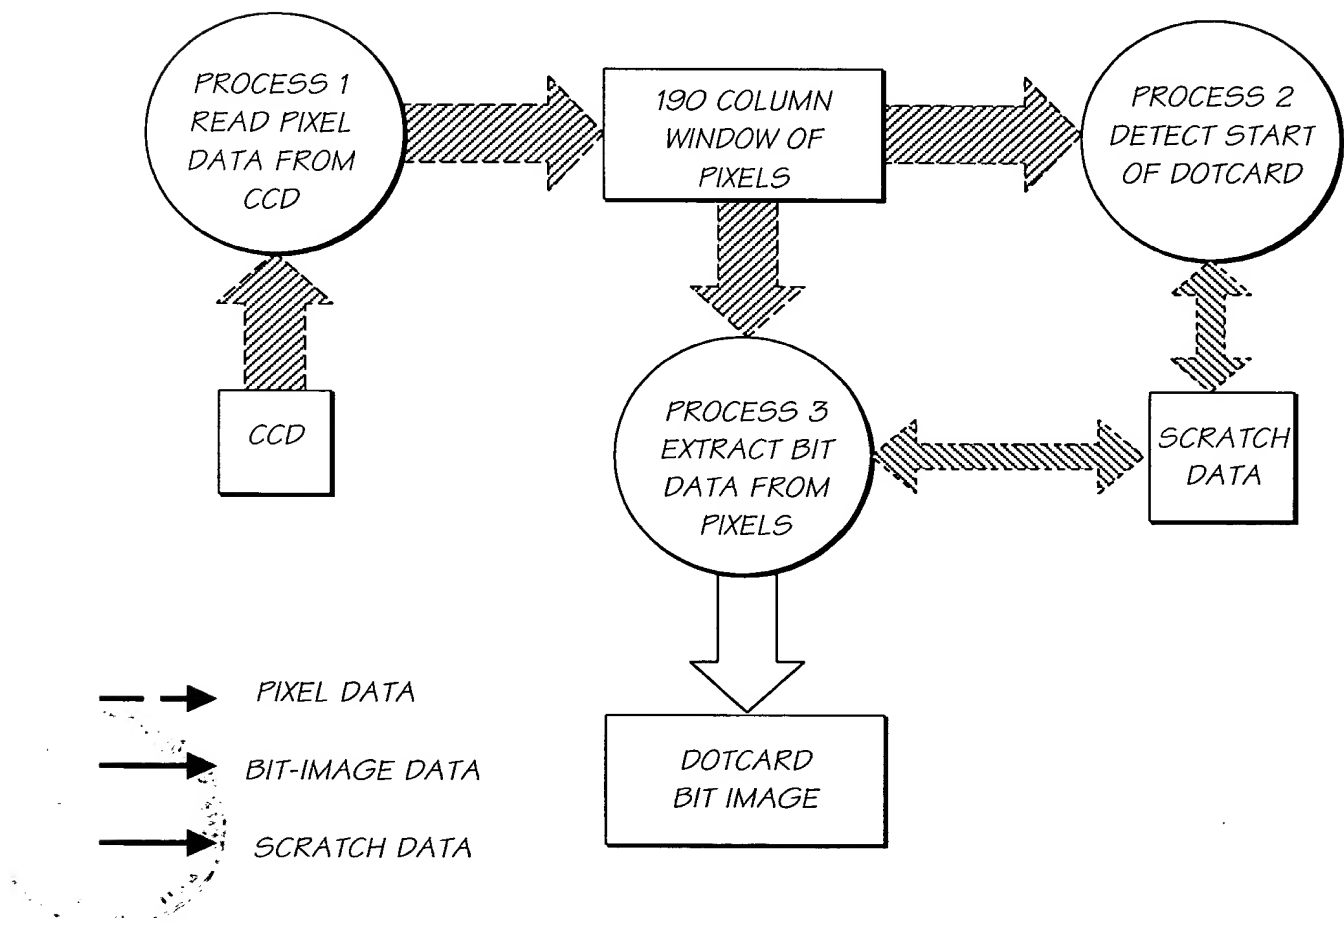 PROCESS 1
READ PIXEL
DATA FROM
CCD
190 COLUMN
WINDOW OF
PIXELS
PROCESS 2
DETECT START
OF DOTCARD
CCD
PROCESS 3
EXTRACT BIT
DATA FROM
PIXELS
SCRATCH
DATA
PIXEL DATA
BIT-IMAGE DATA
SCRATCH DATA
DOTCARD
BIT IMAGE